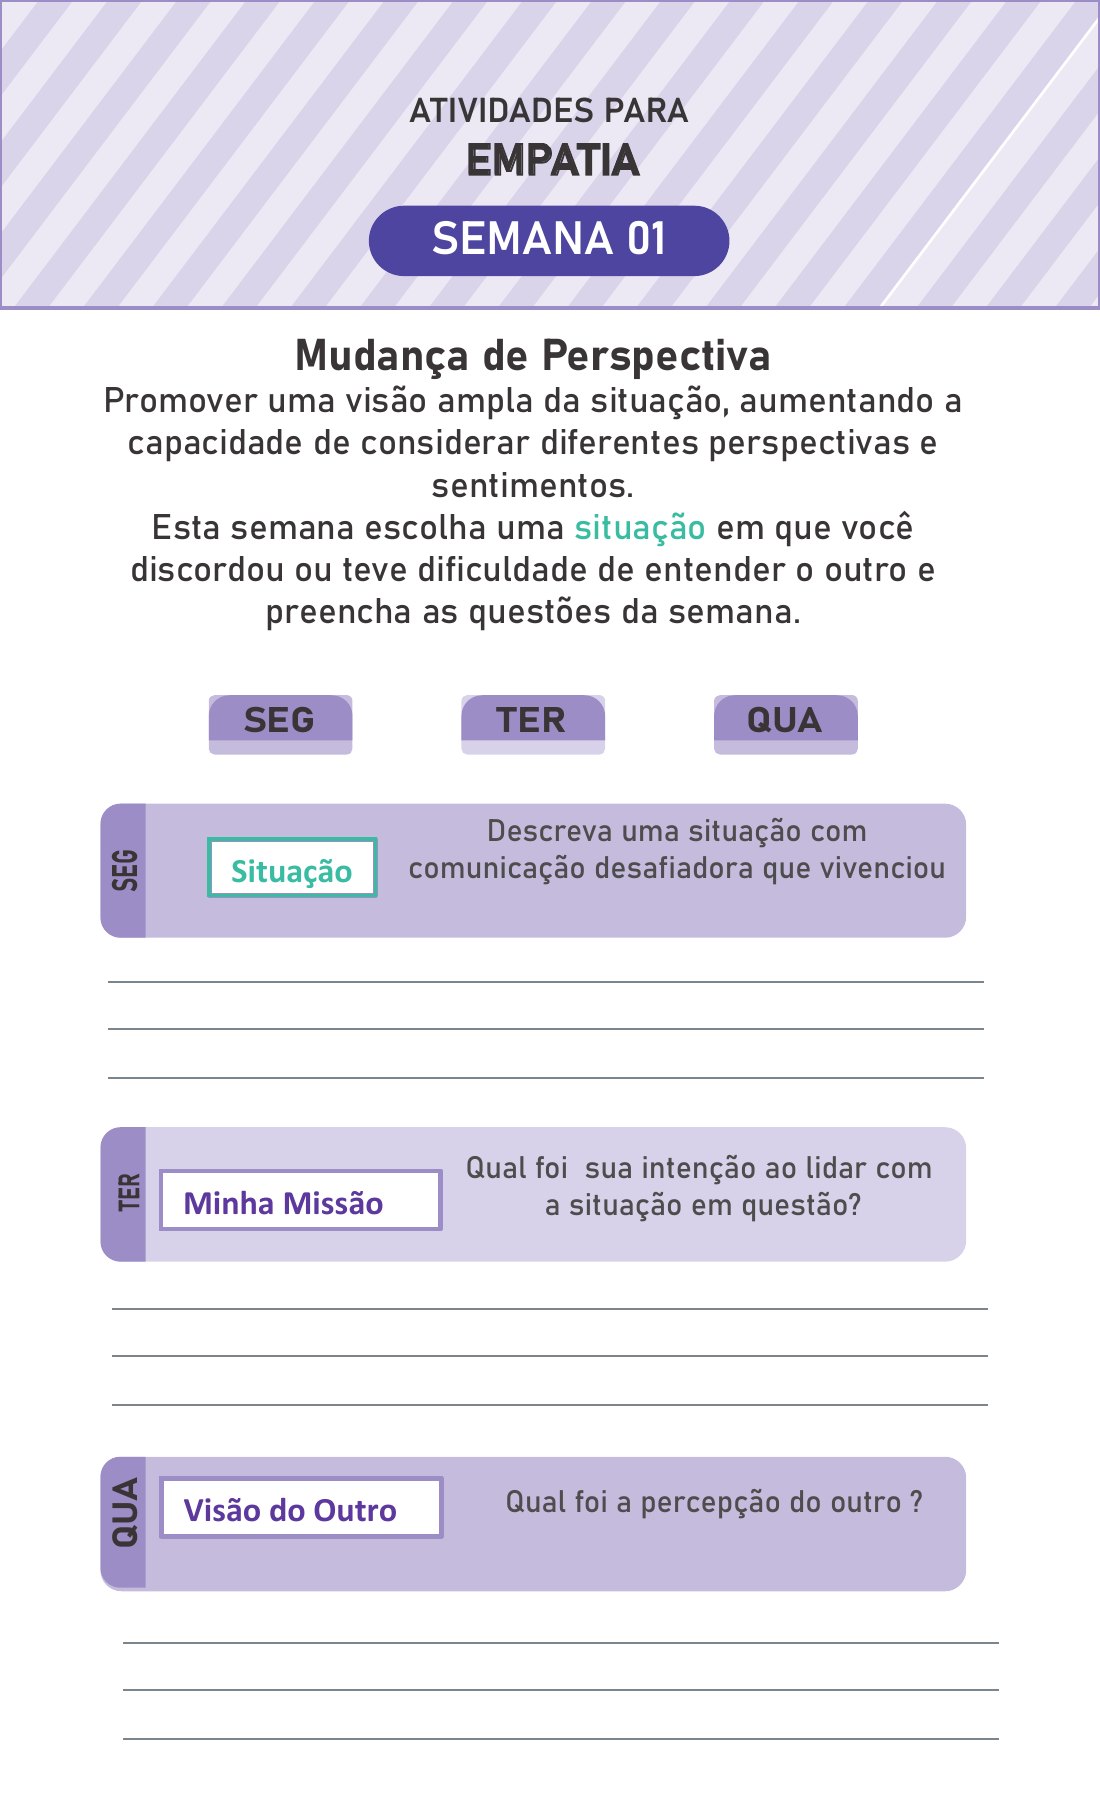 ATIVIDADES PARA
EMPATIA
SEMANA 01
Mudança de Perspectiva
Promover uma visão ampla da situação, aumentando a
capacidade de considerar diferentes perspectivas e
sentimentos.
Esta semana escolha uma situação em que você
discordou ou teve dificuldade de entender o outro e
preencha as questões da semana.
SEG TER QUA
SEG
Situação
Descreva uma situação com
comunicação desafiadora que vivenciou
TER
Minha Missão
Qual foi  sua intenção ao lidar com
a situação em questão?
QUA
Visão do Outro
Qual foi a percepção do outro ?